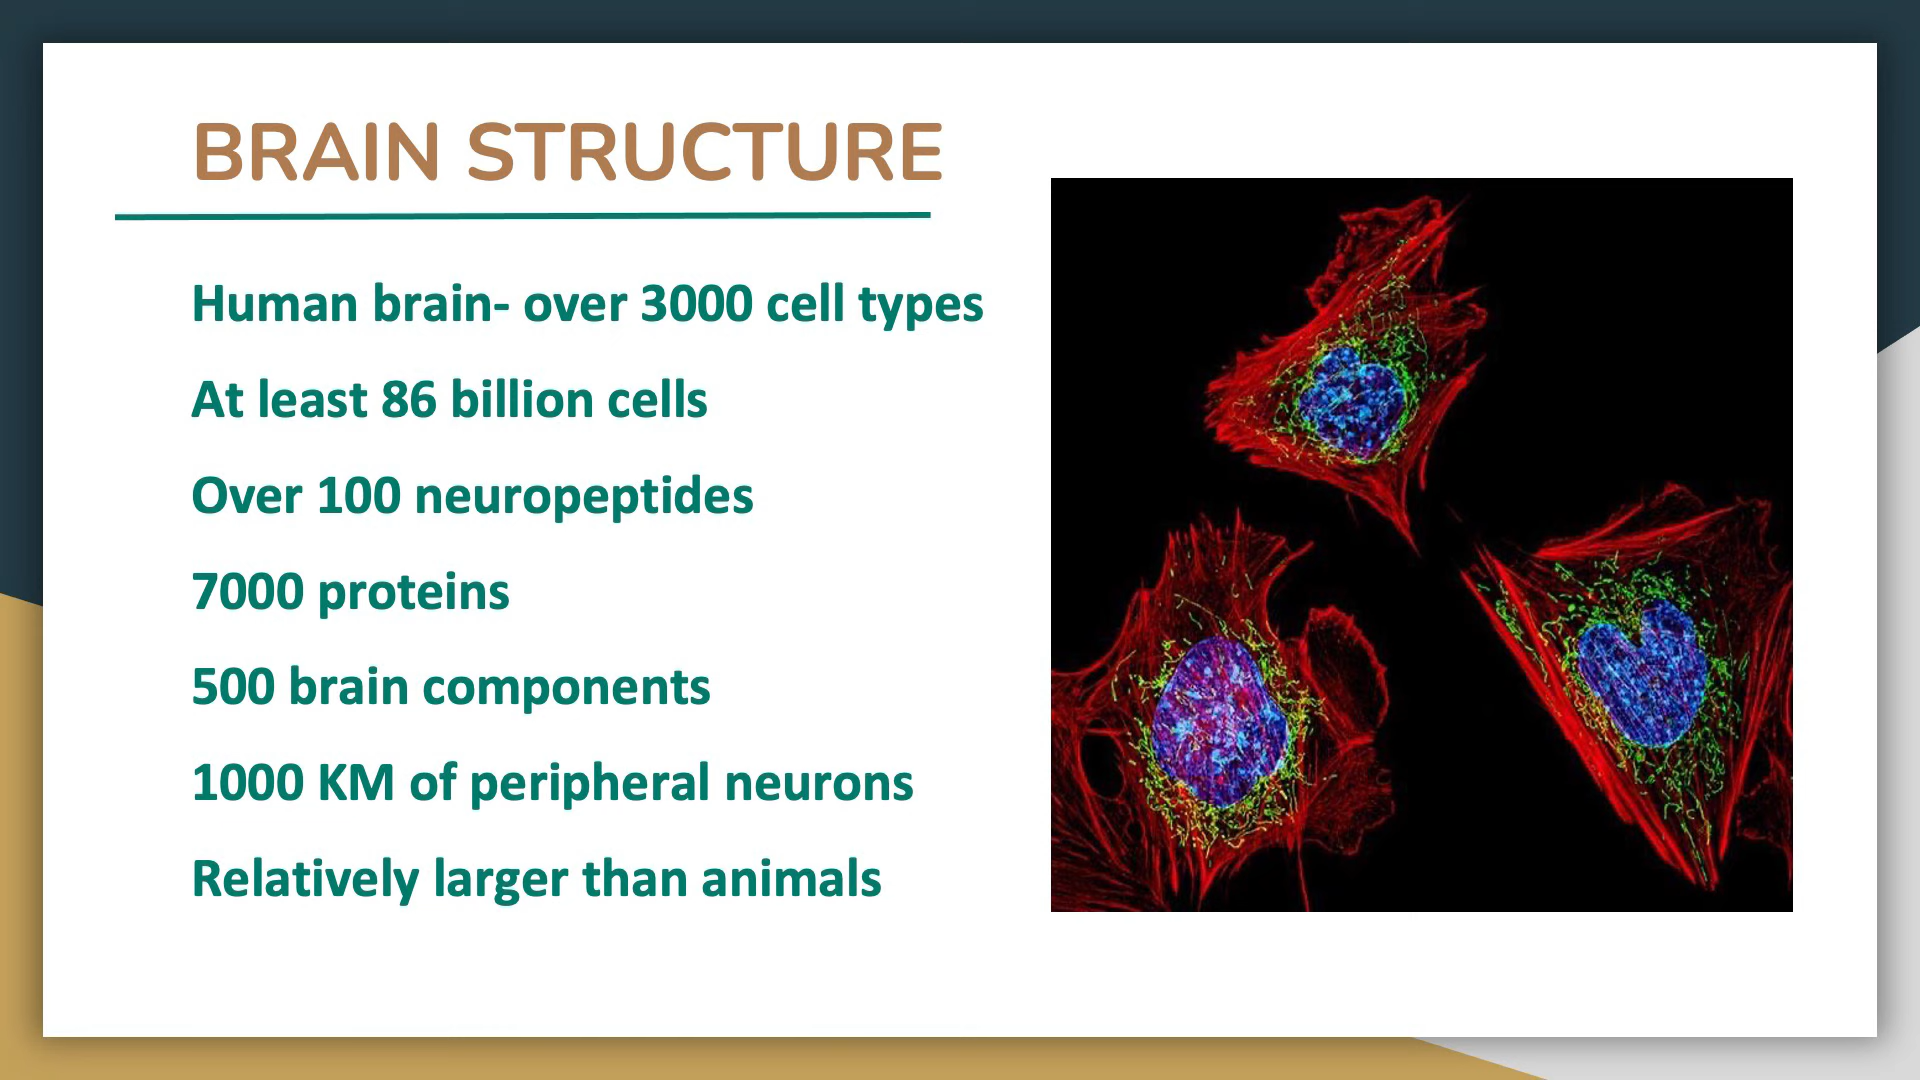 BRAIN STRUCTURE
Human brain- over 3000 cell types
At least 86 billion cells
Over 100 neuropeptides
7000 proteins
500 brain components
1000 KM of peripheral neurons
Relatively larger than animals